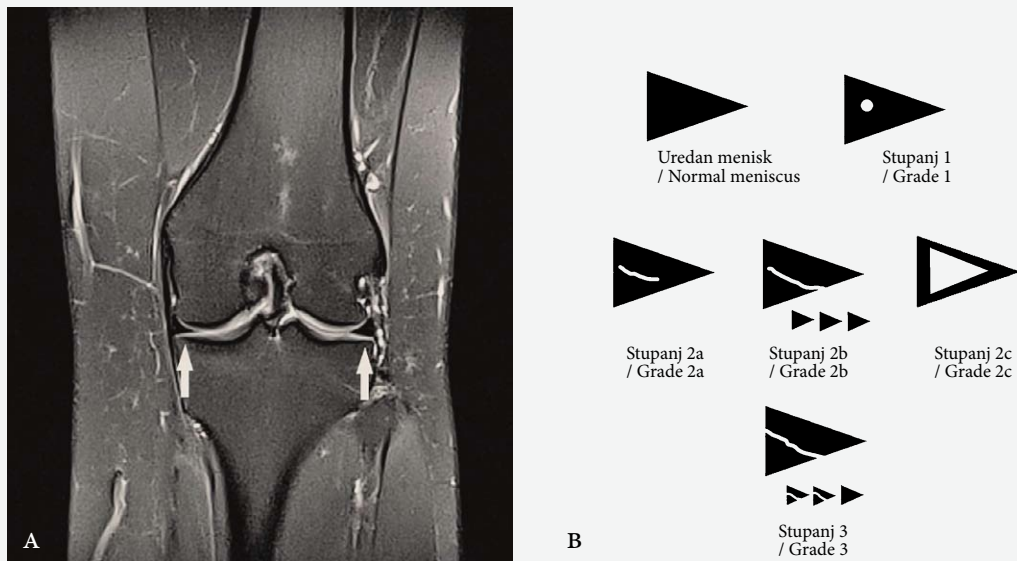 A
Uredan menisk
/ Normal meniscus
Stupanj 1
/ Grade 1
Stupanj 2a
/ Grade 2a
Stupanj 2b
/ Grade 2b
Stupanj 2c
/ Grade 2c
Stupanj 3
/ Grade 3
B